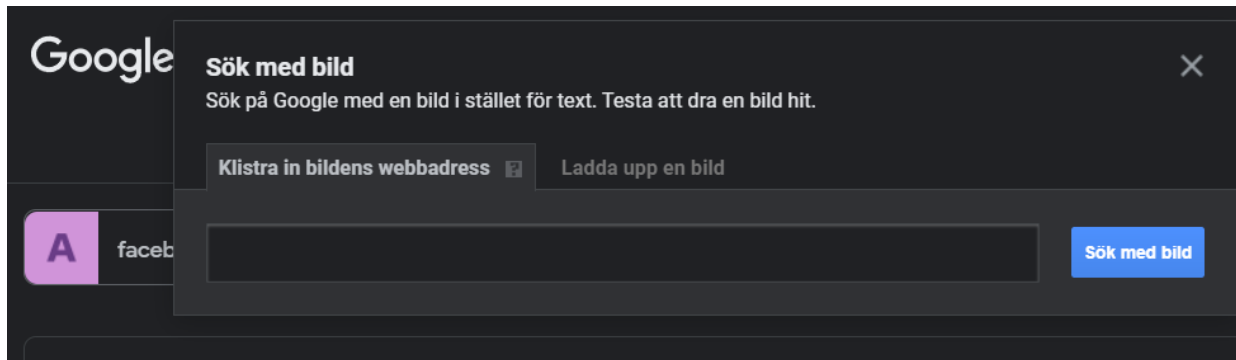 Google
Sök med bild
Sök på Google med en bild i stället för text. Testa att dra en bild hit.
Klistra in bildens webbadress ?
Ladda upp en bild
A
faceb
Sök med bild